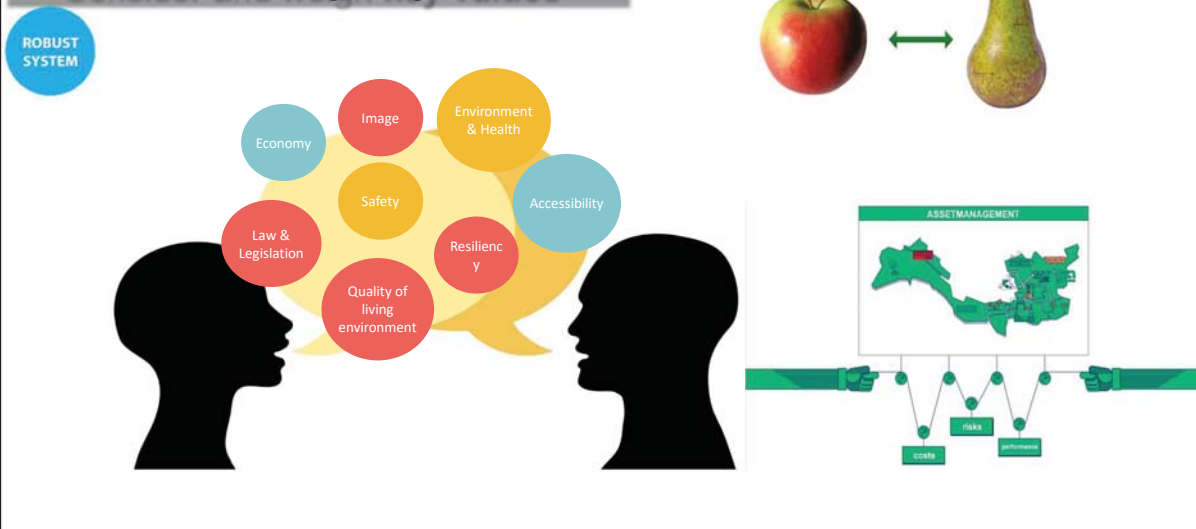 ROBUST
SYSTEM
Image
Environment
& Health
Economy
Safety
Accessibility
Law &
Legislation
Resilienc
y
Quality of
living
environment
ASSETMANAGEMENT
risks
performance
costs